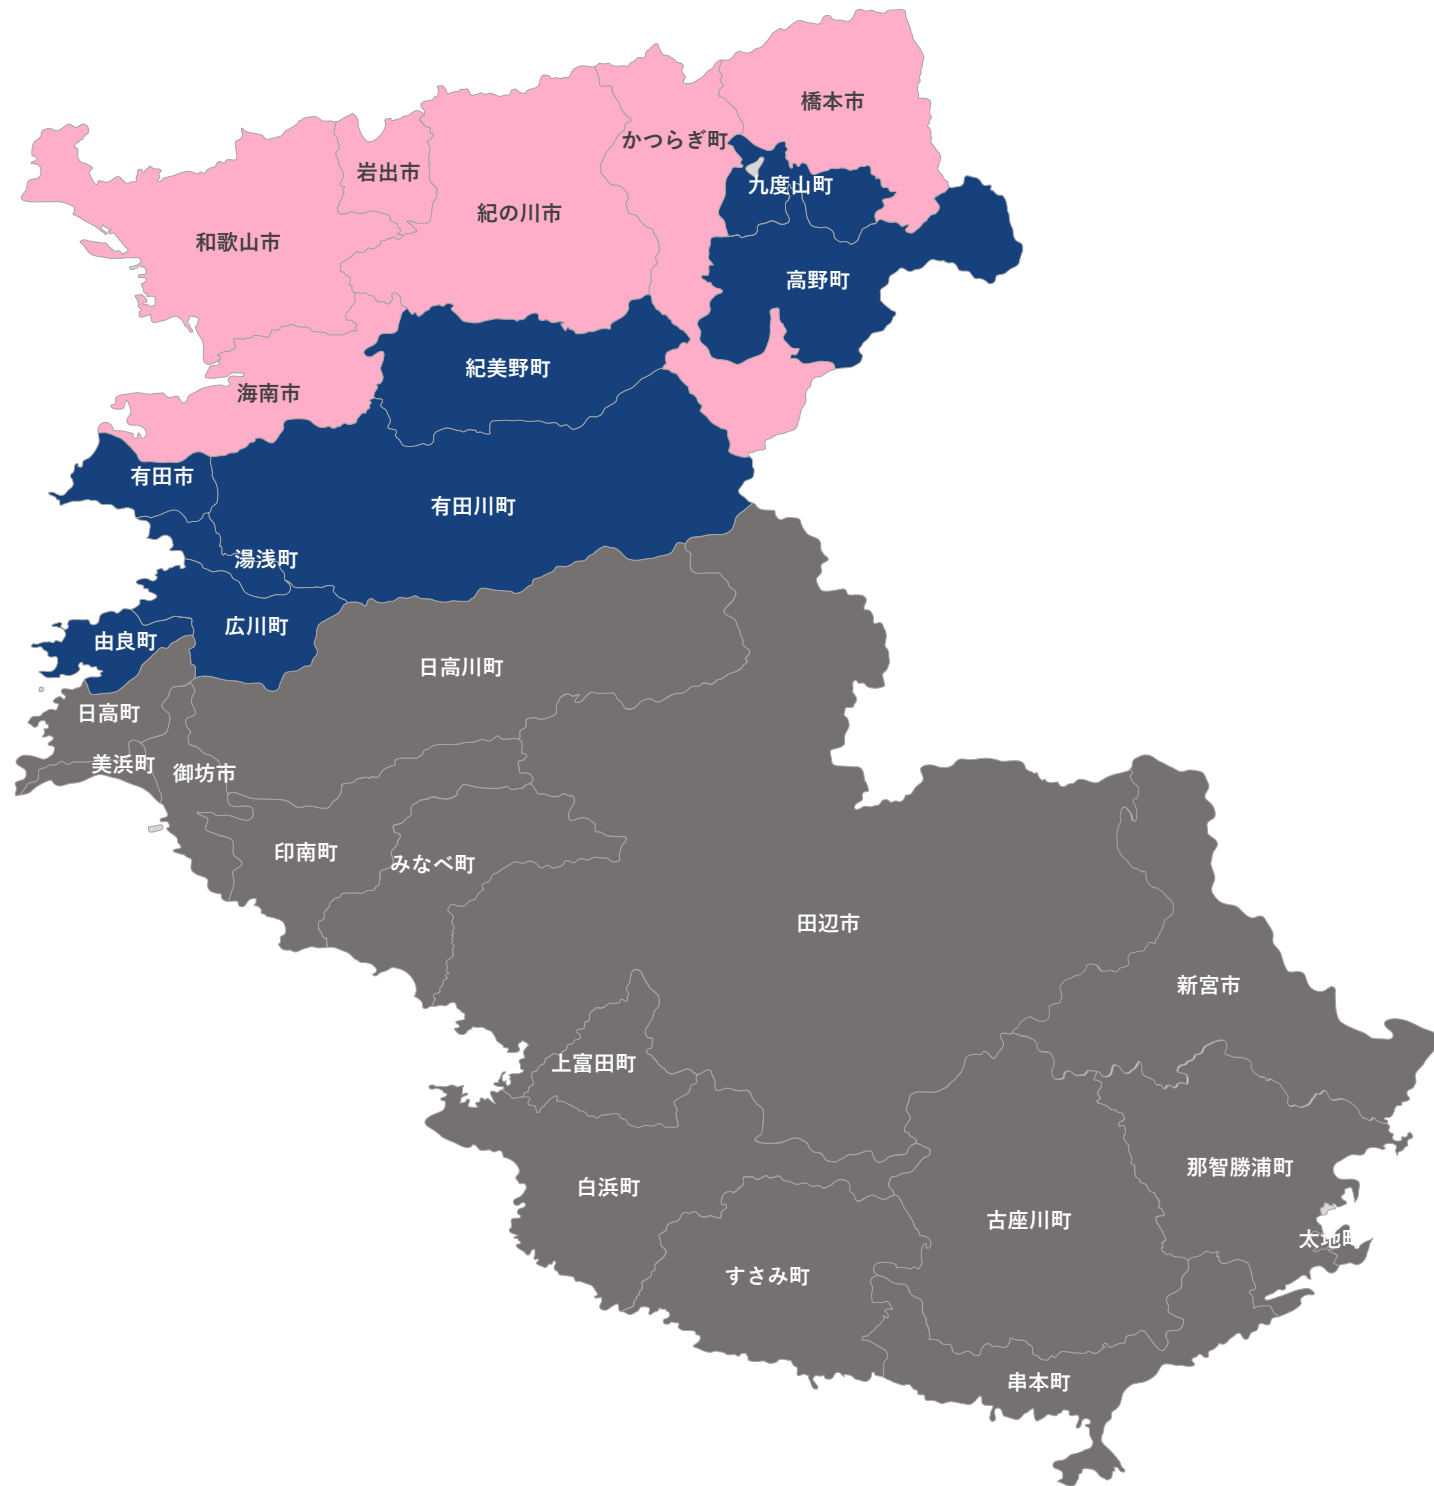 橋本市
かつらぎ町
岩出市
九度山町
紀の川市
和歌山市
高野町
紀美野町
海南市
有田市
有田川町
湯浅町
広川町
由良町
日高川町
日高町
美浜町
御坊市
印南町
みなべ町
田辺市
新宮市
上富田町
那智勝浦町
白浜町
古座川町
太地町
すさみ町
串本町